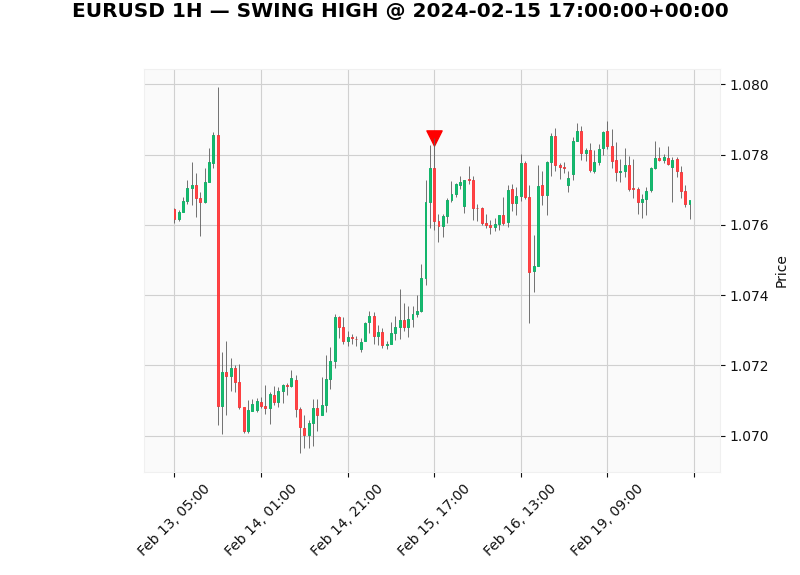 EURUSD 1H — SWING HIGH @ 2024-02-15 17:00:00+00:00
1.080
1.078
1.076
1.074
1.072
1.070
Price
Feb 13, 05:00
Feb 14, 01:00
Feb 14, 21:00
Feb 15, 17:00
Feb 16, 13:00
Feb 19, 09:00